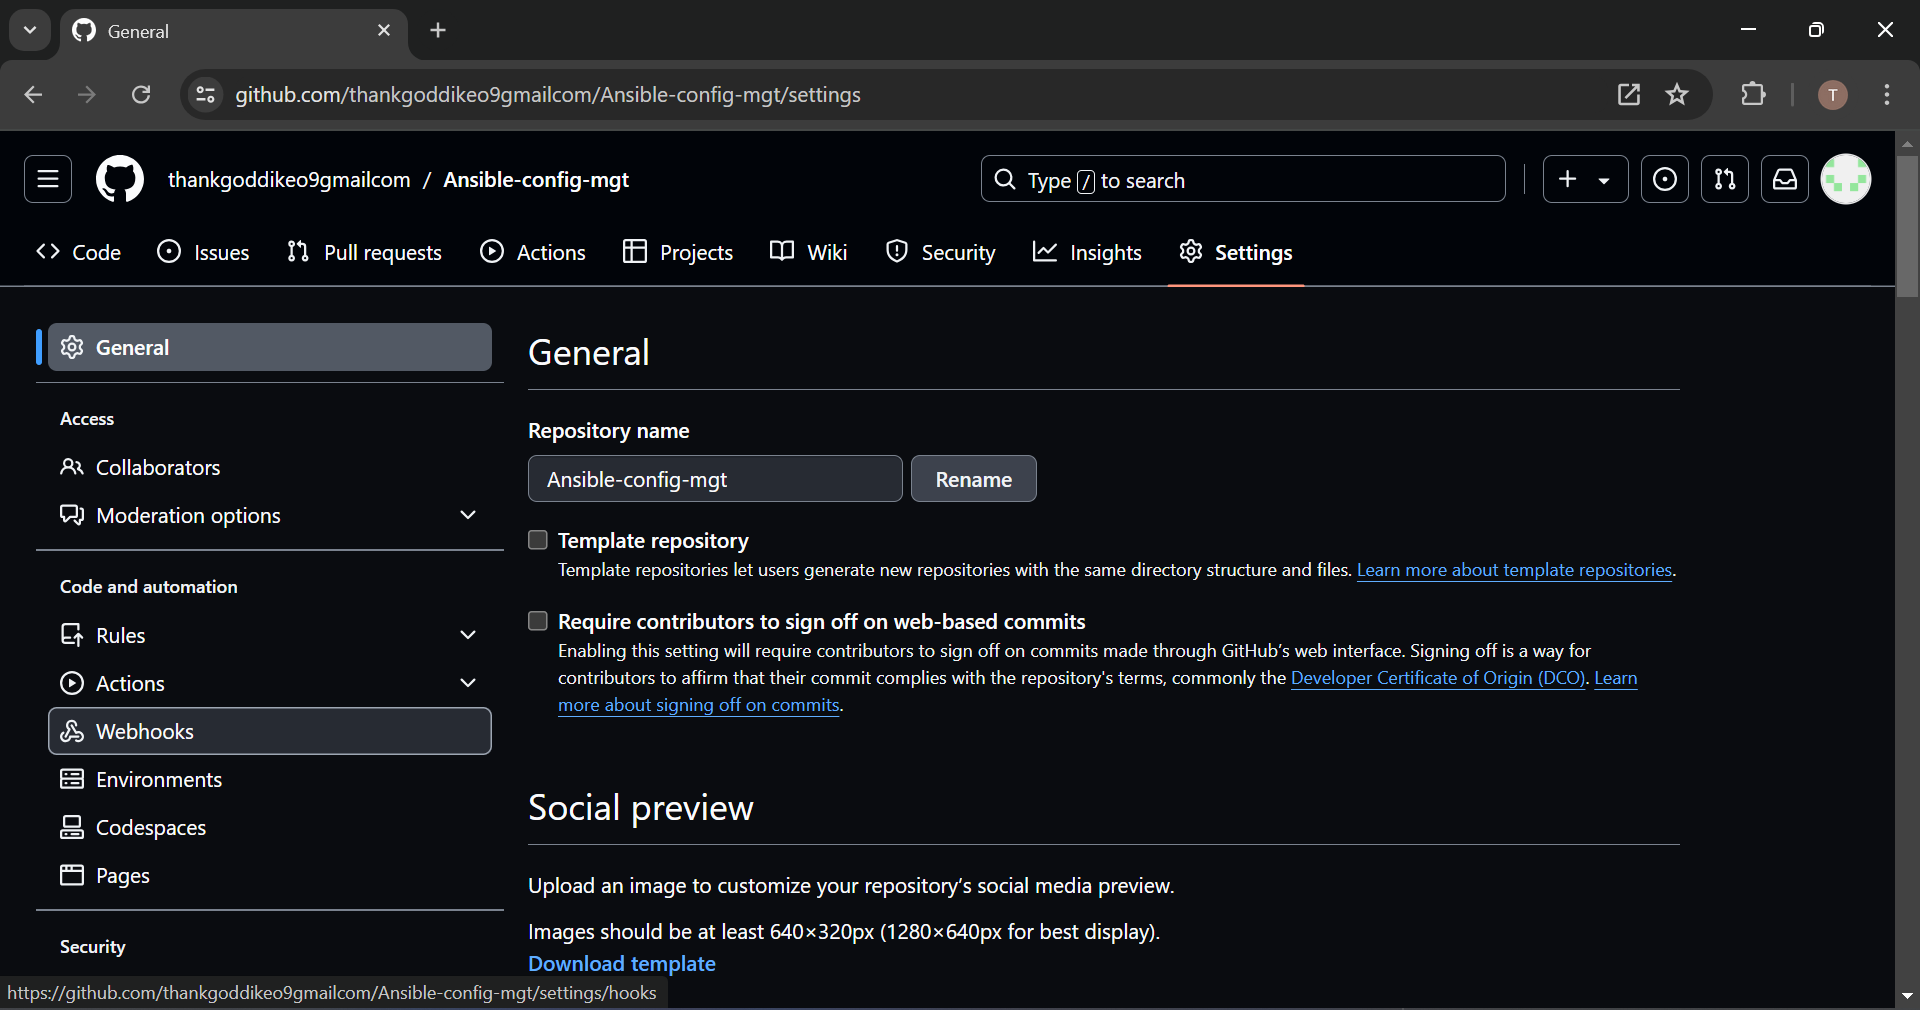 General
github.com/thankgoddikeo9gmailcom/Ansible-config-mgt/settings
T
thankgoddikeo9gmailcom / Ansible-config-mgt
Type / to search
Code Issues Pull requests Actions Projects Wiki Security Insights Settings
General
Access
Collaborators
Moderation options
Code and automation
Rules
Actions
Webhooks
Environments
Codespaces
Pages
Security
General
Repository name
Ansible-config-mgt Rename
Template repository
Template repositories let users generate new repositories with the same directory structure and files. Learn more about template repositories.
Require contributors to sign off on web-based commits
Enabling this setting will require contributors to sign off on commits made through GitHub's web interface. Signing off is a way for
contributors to affirm that their commit complies with the repository's terms, commonly the Developer Certificate of Origin (DCO). Learn
more about signing off on commits.
Social preview
Upload an image to customize your repository's social media preview.
Images should be at least 640×320px (1280×640px for best display).
Download template
https://github.com/thankgoddikeo9gmailcom/Ansible-config-mgt/settings/hooks